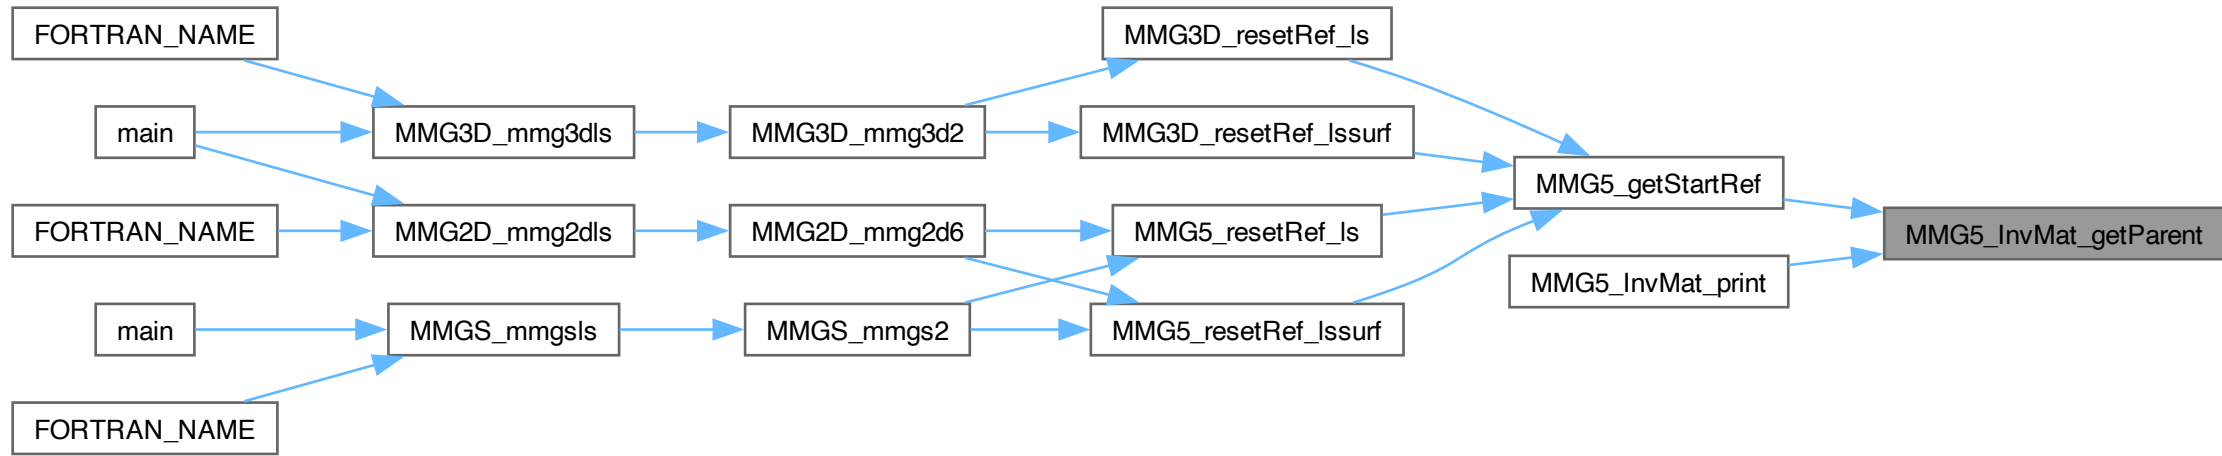 FORTRAN_NAME
MMG3D_resetRef_ls
main
MMG3D_mmg3dls
MMG3D_mmg3d2
MMG3D_resetRef_lssurf
MMG5_getStartRef
FORTRAN_NAME
MMG2D_mmg2dls
MMG2D_mmg2d6
MMG5_resetRef_ls
MMG5_InvMat_getParent
MMG5_InvMat_print
main
MMGS_mmgsls
MMGS_mmgs2
MMG5_resetRef_lssurf
FORTRAN_NAME